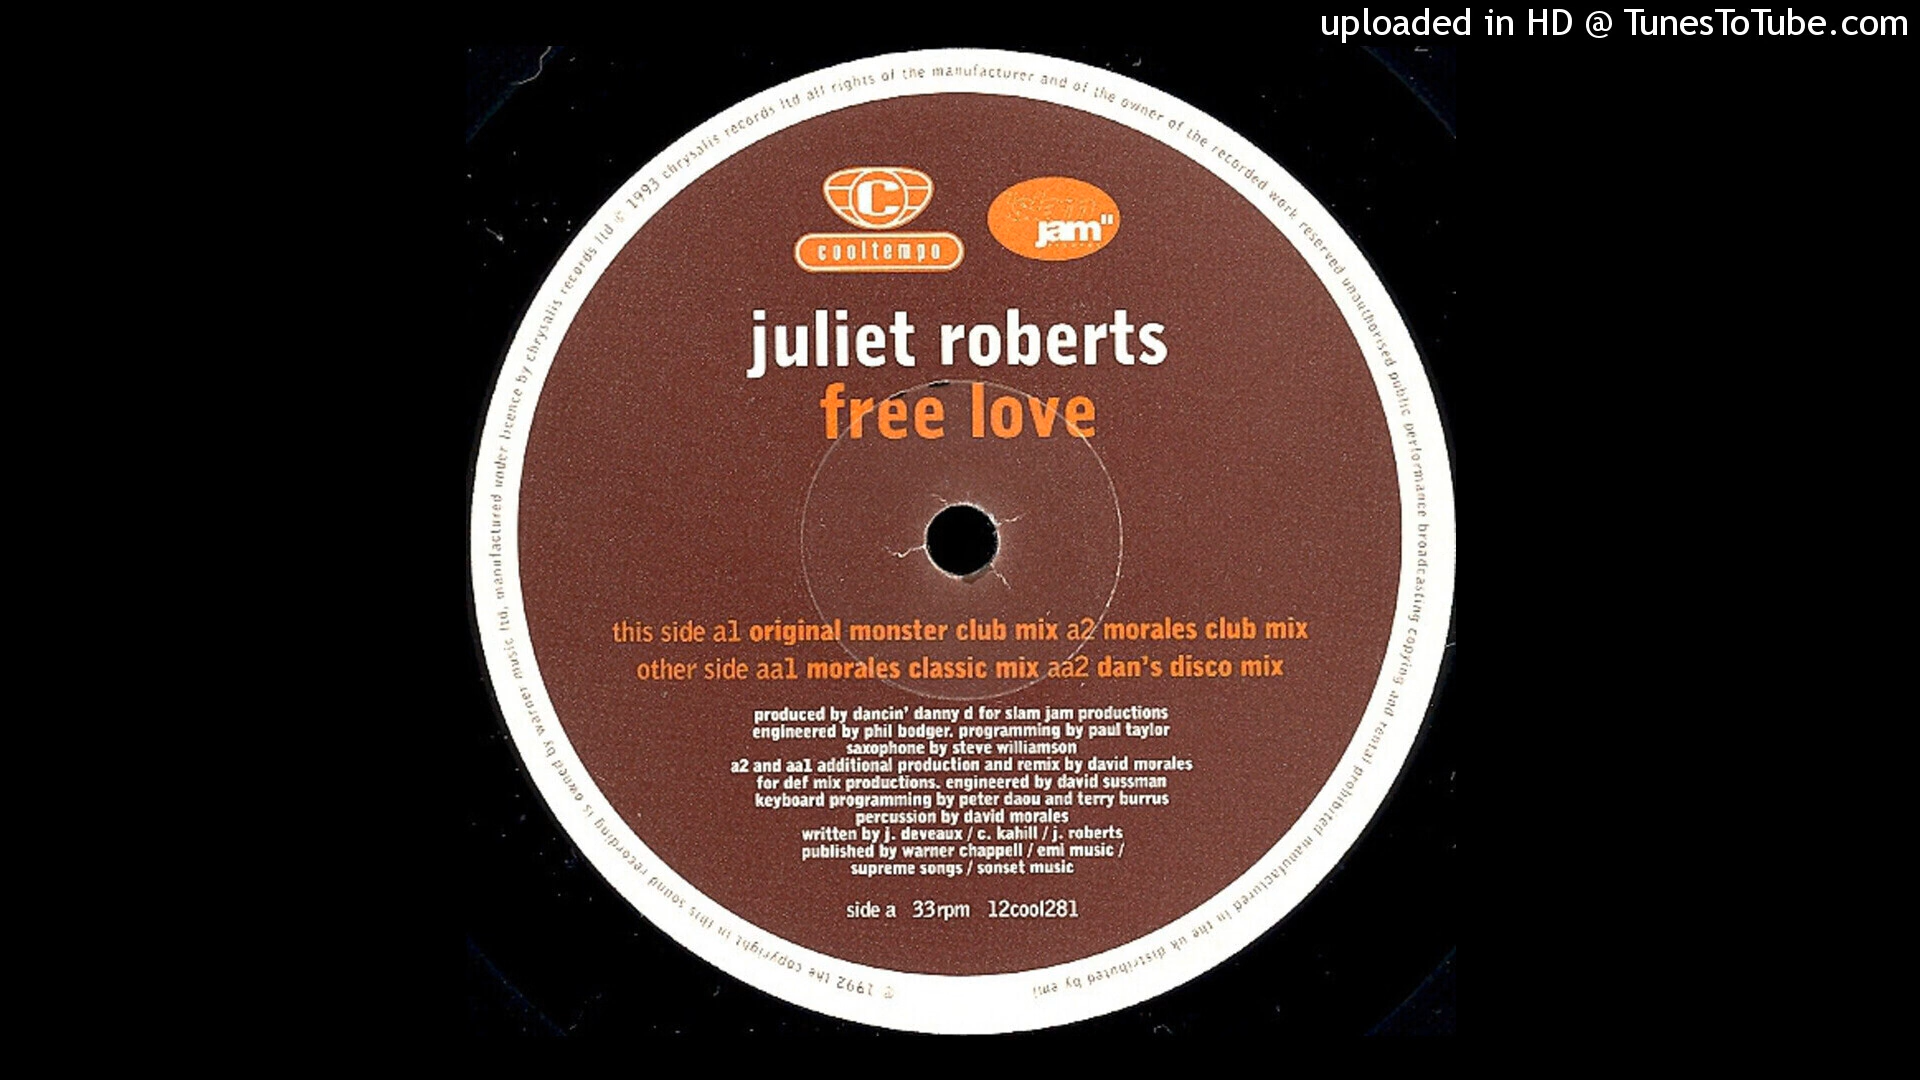 uploaded in HD @ TunesToTube.com
℗ 1992 the copyright in this sound recording is owned by warner music ltd, manufactured under licence by chrysalis records ltd © 1993 chrysalis records ltd all rights of the manufacturer and of the owner of the recorded work reserved unauthorised public performance broadcasting copying and rental prohibited manufactured in the uk distributed by emi
C
cooltempo
slam
jam"
juliet roberts
free love
this side a1 original monster club mix a2 morales club mix
other side aa1 morales classic mix aa2 dan's disco mix
produced by dancin' danny d for slam jam productions
engineered by phil bodger. programming by paul taylor
saxophone by steve williamson
a2 and aa1 additional production and remix by david morales
for def mix productions. engineered by david sussman
keyboard programming by peter daou and terry burrus
percussion by david morales
written by j. deveaux / c. kahill / j. roberts
published by warner chappell / emi music /
supreme songs / sonset music
side a 33rpm 12cool281